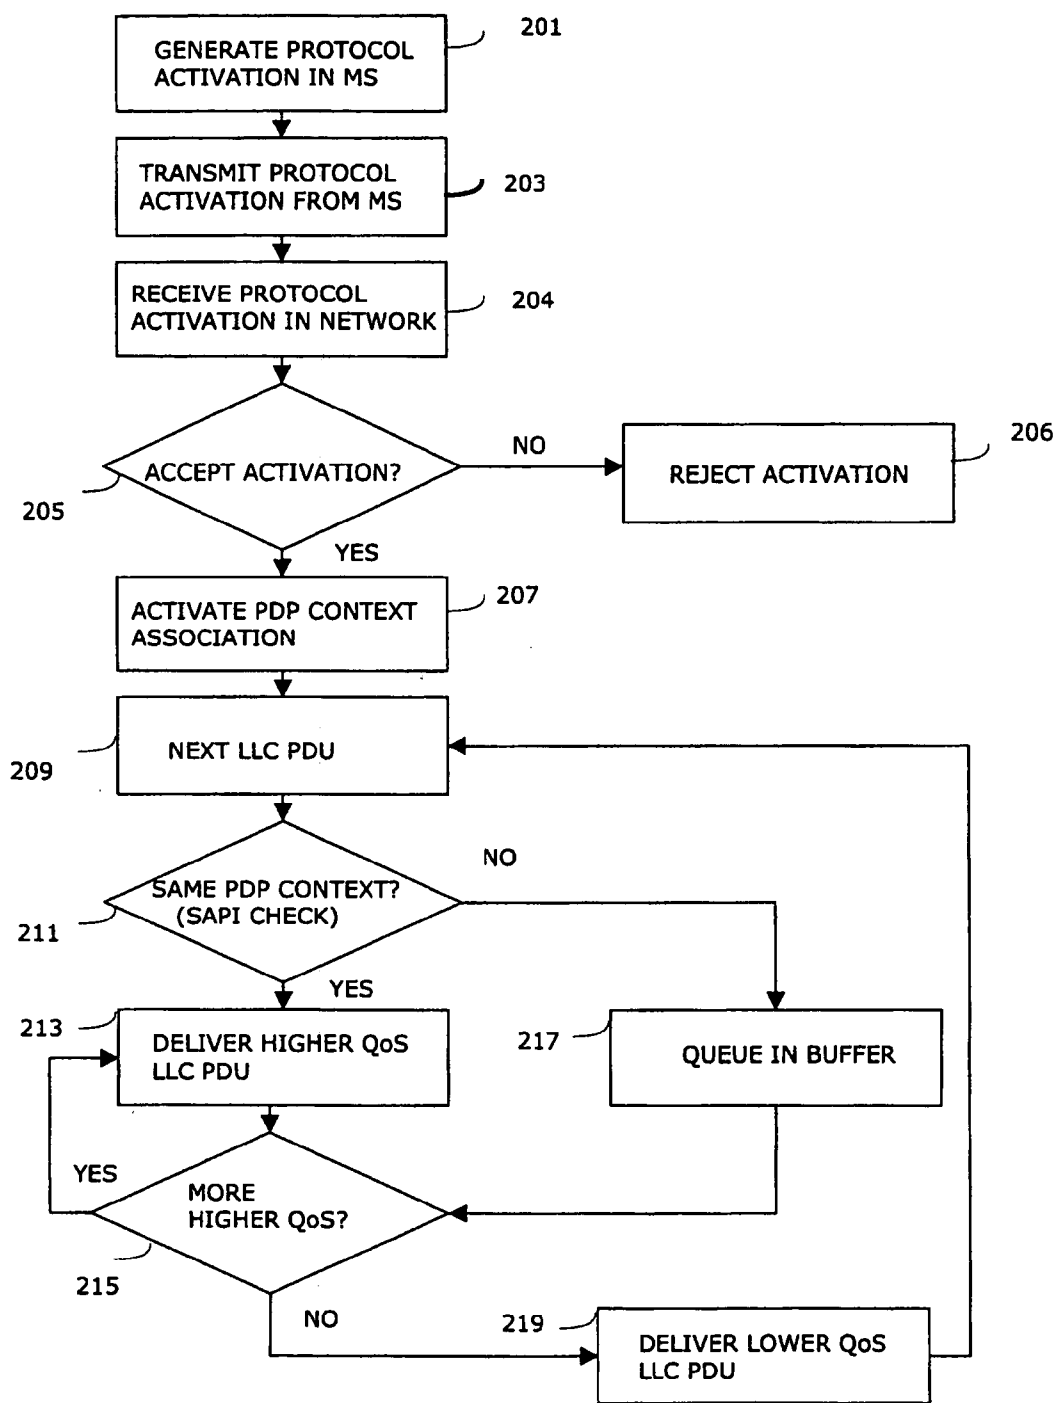 201
GENERATE PROTOCOL
ACTIVATION IN MS
TRANSMIT PROTOCOL
ACTIVATION FROM MS
203
RECEIVE PROTOCOL
ACTIVATION IN NETWORK
204
ACCEPT ACTIVATION?
205
NO
REJECT ACTIVATION
206
YES
ACTIVATE PDP CONTEXT
ASSOCIATION
207
NEXT LLC PDU
209
SAME PDP CONTEXT?
(SAPI CHECK)
211
NO
YES
213
DELIVER HIGHER QoS
LLC PDU
217
QUEUE IN BUFFER
YES
MORE
HIGHER QoS?
215
NO
219
DELIVER LOWER QoS
LLC PDU